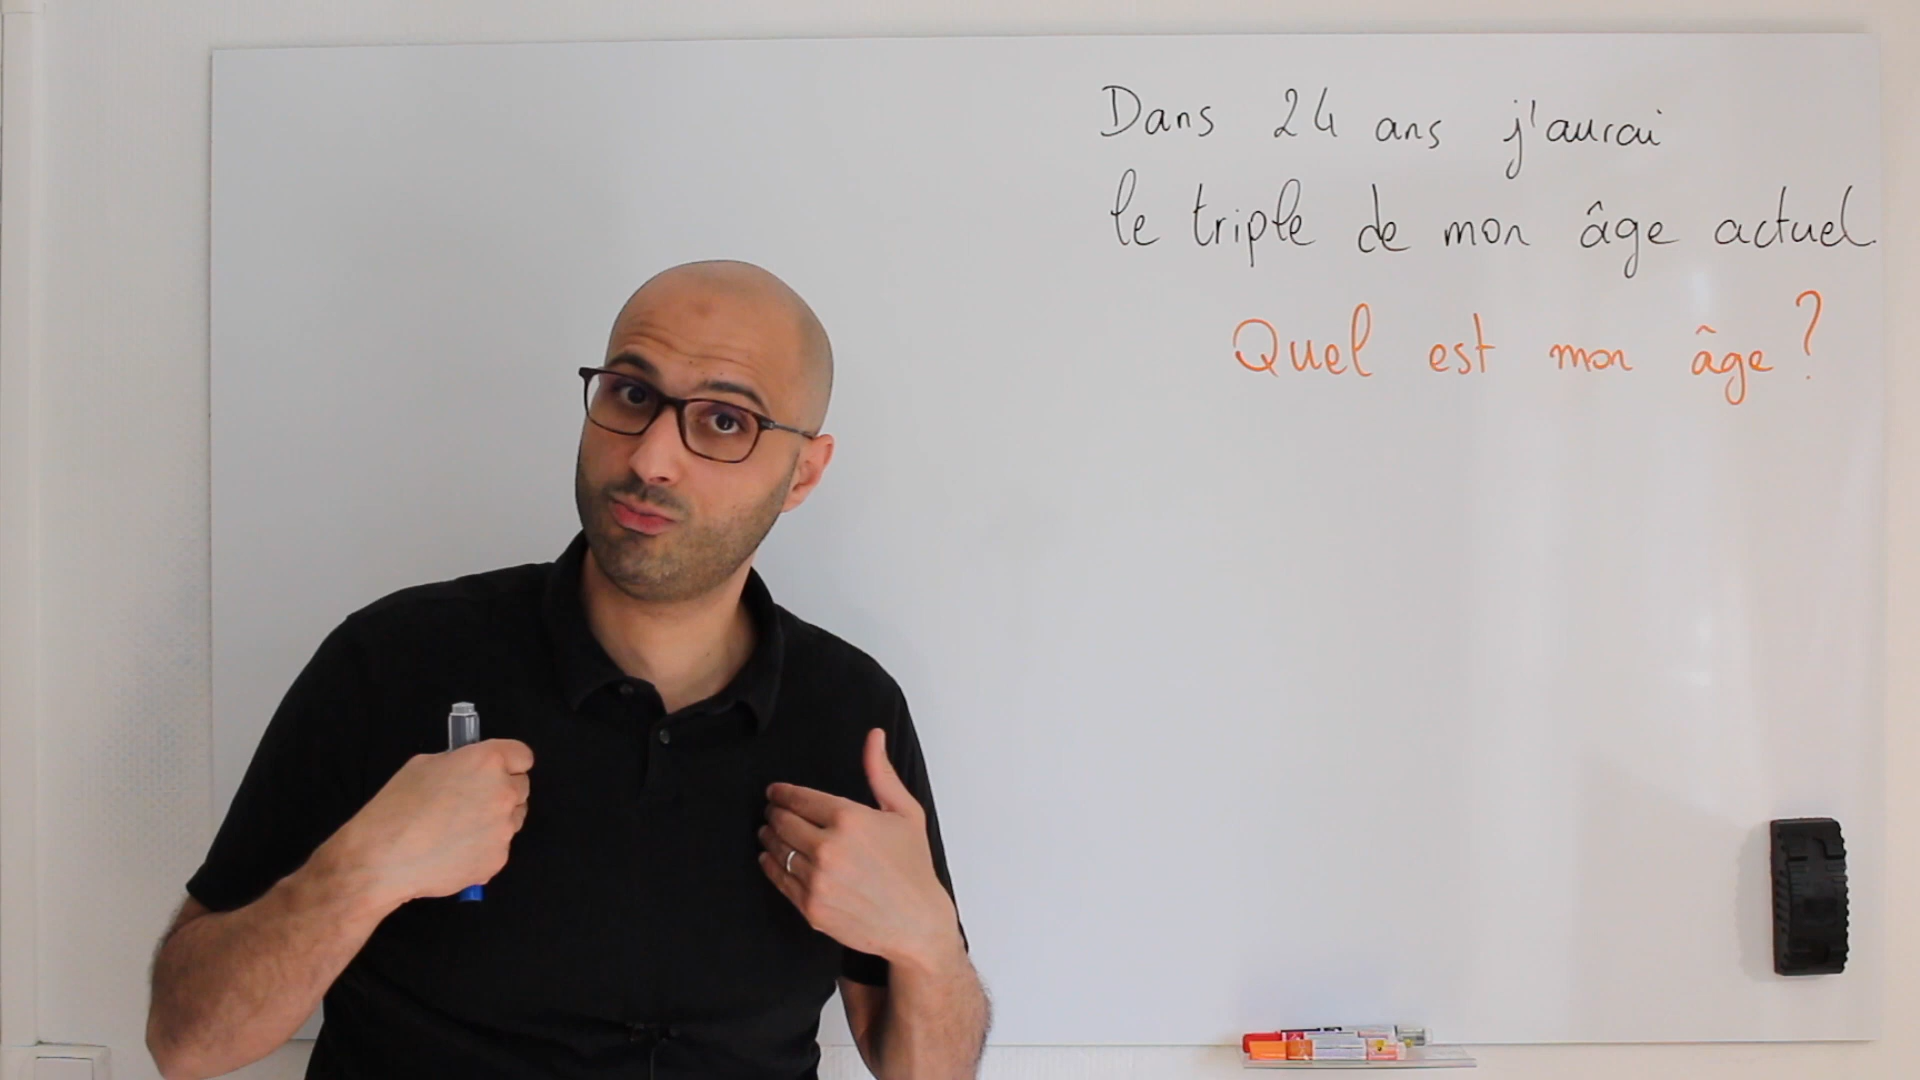 Dans 24 ans j'aurai
le triple de mon âge actuel.
Quel est mon âge ?